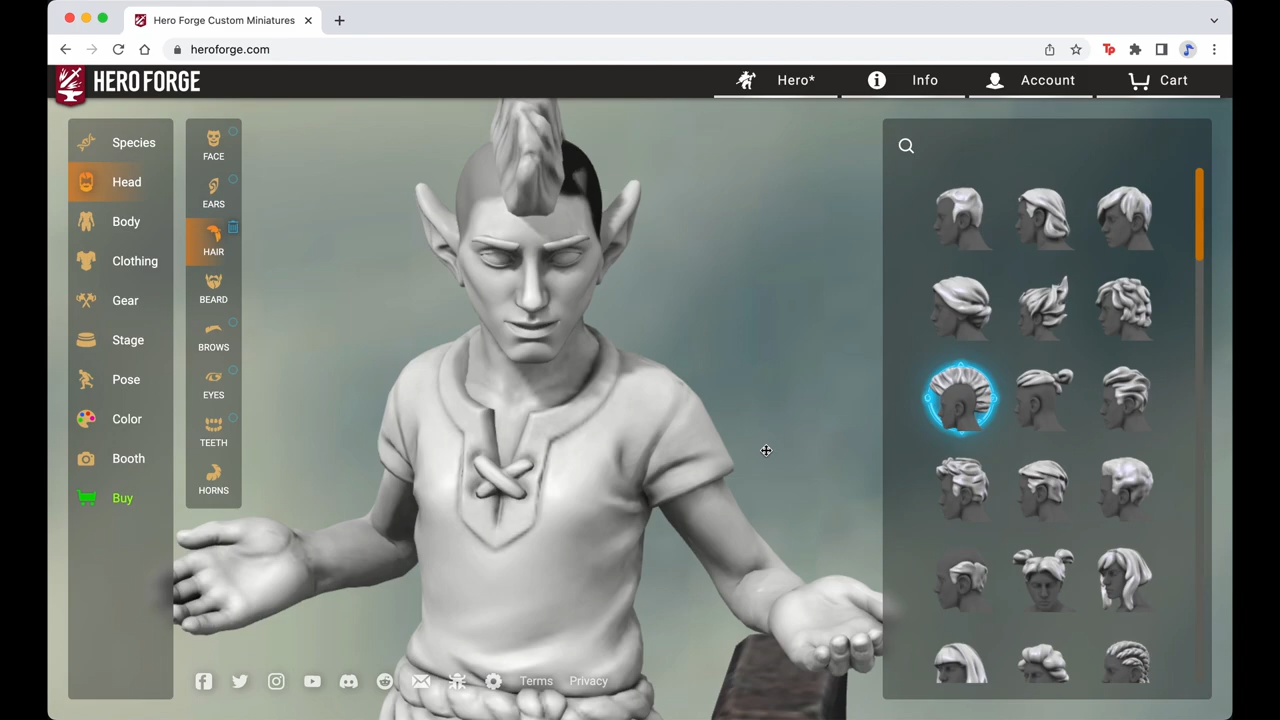 Hero Forge Custom Miniatures
heroforge.com
Tp
HERO FORGE
Hero*
Info
Account
Cart
Species
Head
Body
Clothing
Gear
Stage
Pose
Color
Booth
Buy
FACE
EARS
HAIR
BEARD
BROWS
EYES
TEETH
HORNS
Terms
Privacy